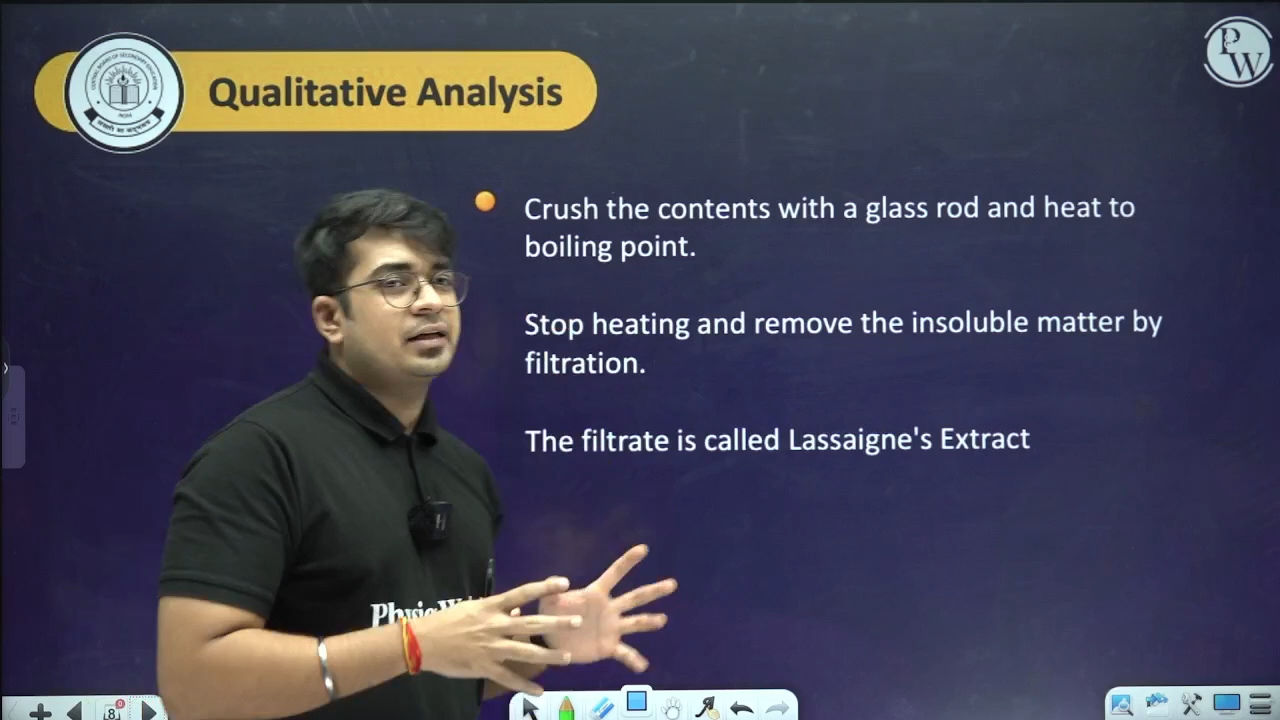 Qualitative Analysis
P
W
Crush the contents with a glass rod and heat to
boiling point.
Stop heating and remove the insoluble matter by
filtration.
The filtrate is called Lassaigne's Extract
8